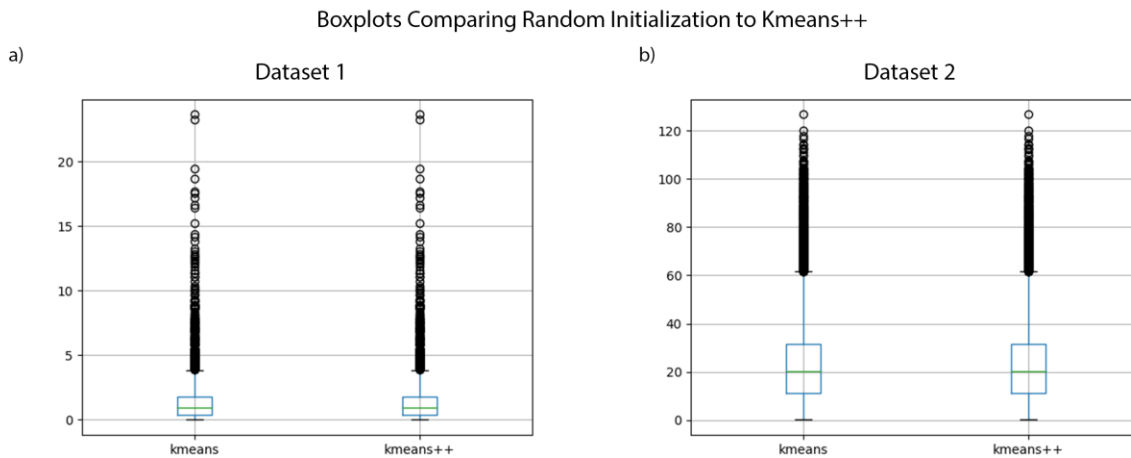 Boxplots Comparing Random Initialization to Kmeans++
a)
Dataset 1
20
15
10
5
0
kmeans kmeans++
b)
Dataset 2
120
100
80
60
40
20
0
kmeans kmeans++